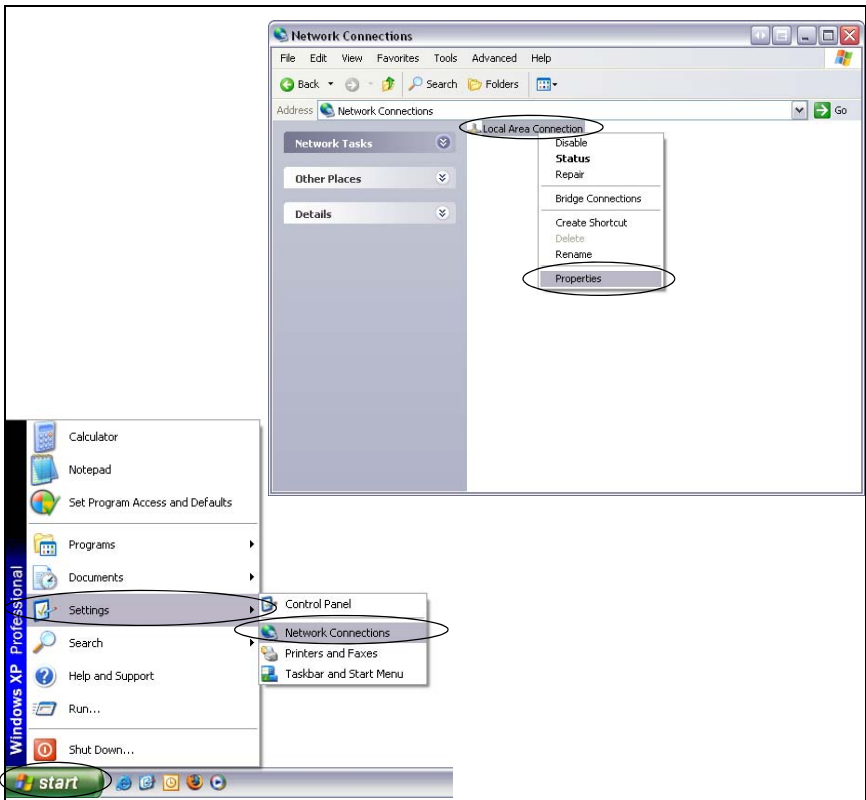 Network Connections
File Edit View Favorites Tools Advanced Help
Back Search Folders
Address Network Connections Go
Network Tasks
Other Places
Details
Local Area Connection
Disable
Status
Repair
Bridge Connections
Create Shortcut
Delete
Rename
Properties
Windows XP Professional
Calculator
Notepad
Set Program Access and Defaults
Programs
Documents
Settings
Search
Help and Support
Run...
Shut Down...
Control Panel
Network Connections
Printers and Faxes
Taskbar and Start Menu
start